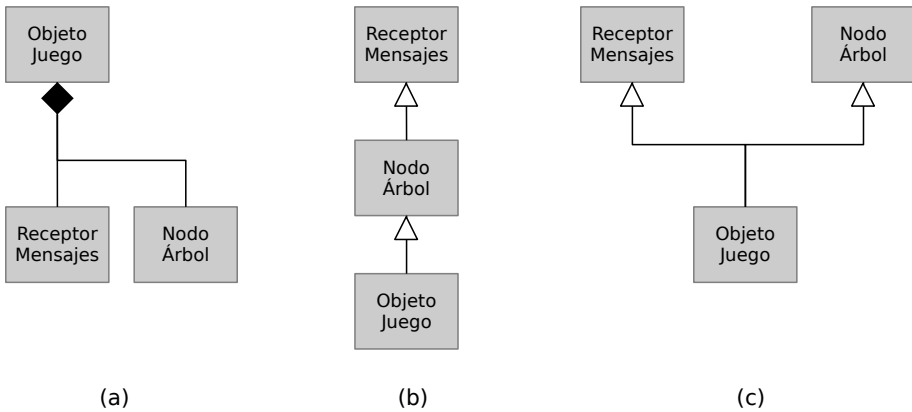 Objeto
Juego
Receptor
Mensajes
Nodo
Árbol
(a)
Receptor
Mensajes
Nodo
Árbol
Objeto
Juego
(b)
Receptor
Mensajes
Nodo
Árbol
Objeto
Juego
(c)